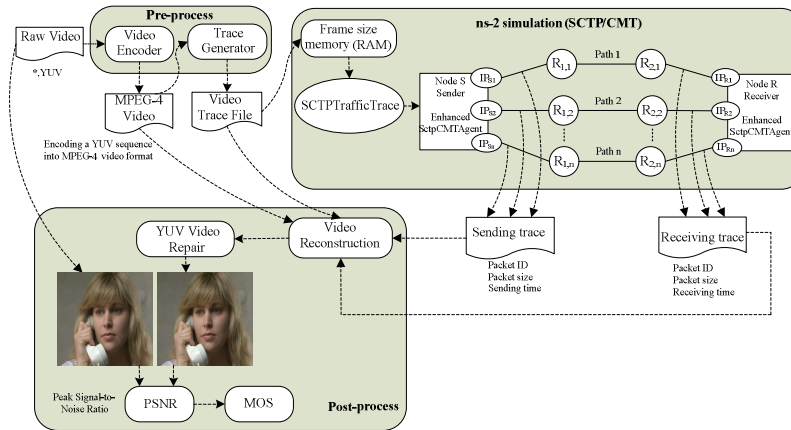 Pre-process
Raw Video
*.YUV
Video
Encoder
Trace
Generator
MPEG-4
Video
Video
Trace File
Encoding a YUV sequence
into MPEG-4 video format
ns-2 simulation (SCTP/CMT)
Frame size
memory (RAM)
SCTPTrafficTrace
Node S
Sender
Enhanced
SctpCMTAgent
IPS1
IPS2
IPSn
R1,1
Path 1
R2,1
R1,2
Path 2
R2,2
R1,n
Path n
R2,n
IPR1
IPR2
IPRn
Node R
Receiver
Enhanced
SctpCMTAgent
Sending trace
Packet ID
Packet size
Sending time
Receiving trace
Packet ID
Packet size
Receiving time
YUV Video
Repair
Video
Reconstruction
Peak Signal-to-
Noise Ratio
PSNR
MOS
Post-process